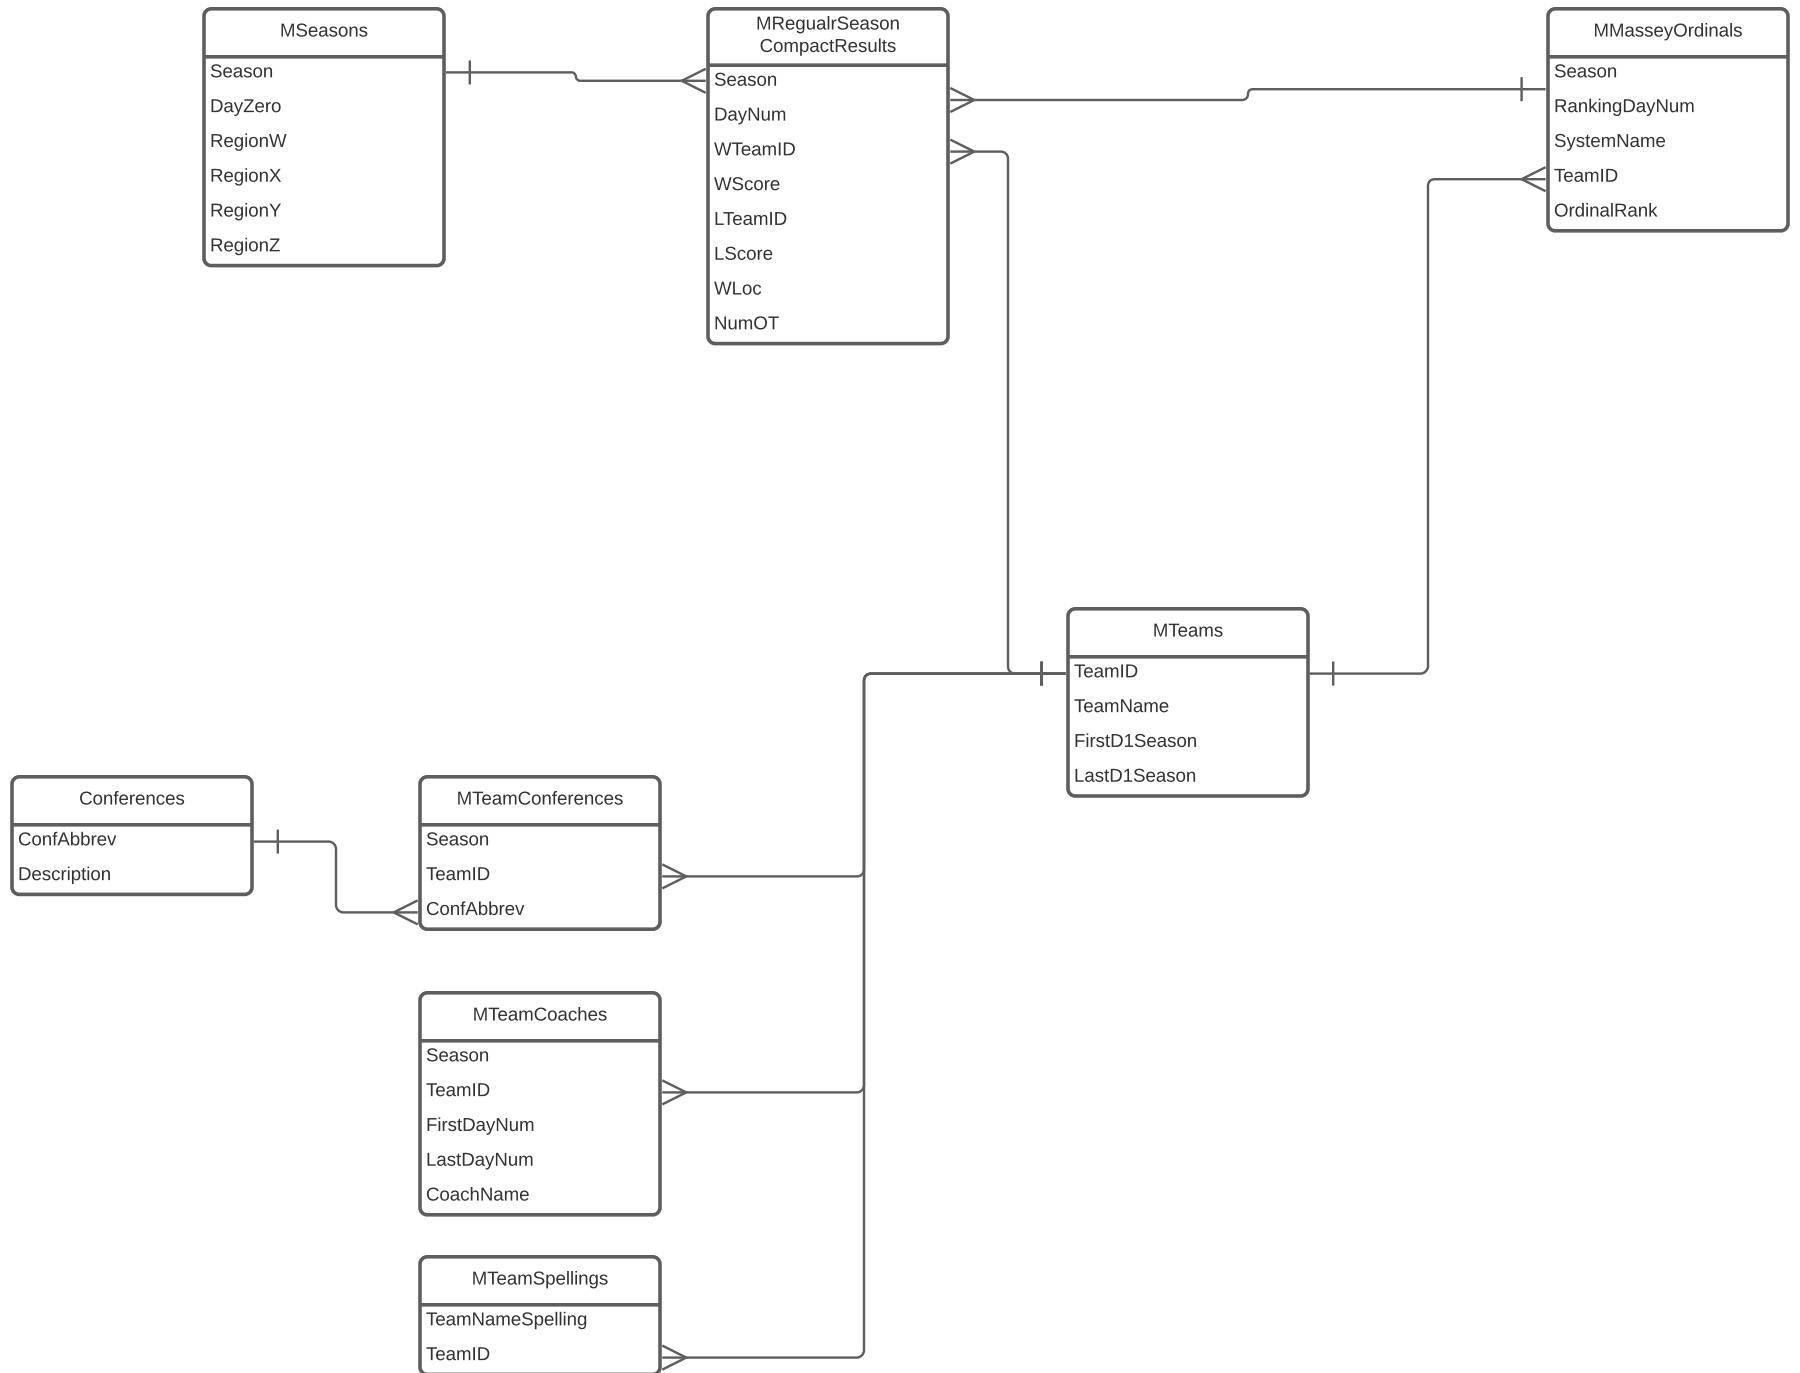 MSeasons
Season
DayZero
RegionW
RegionX
RegionY
RegionZ
MRegualrSeason
CompactResults
Season
DayNum
WTeamID
WScore
LTeamID
LScore
WLoc
NumOT
MMasseyOrdinals
Season
RankingDayNum
SystemName
TeamID
OrdinalRank
MTeams
TeamID
TeamName
FirstD1Season
LastD1Season
Conferences
ConfAbbrev
Description
MTeamConferences
Season
TeamID
ConfAbbrev
MTeamCoaches
Season
TeamID
FirstDayNum
LastDayNum
CoachName
MTeamSpellings
TeamNameSpelling
TeamID